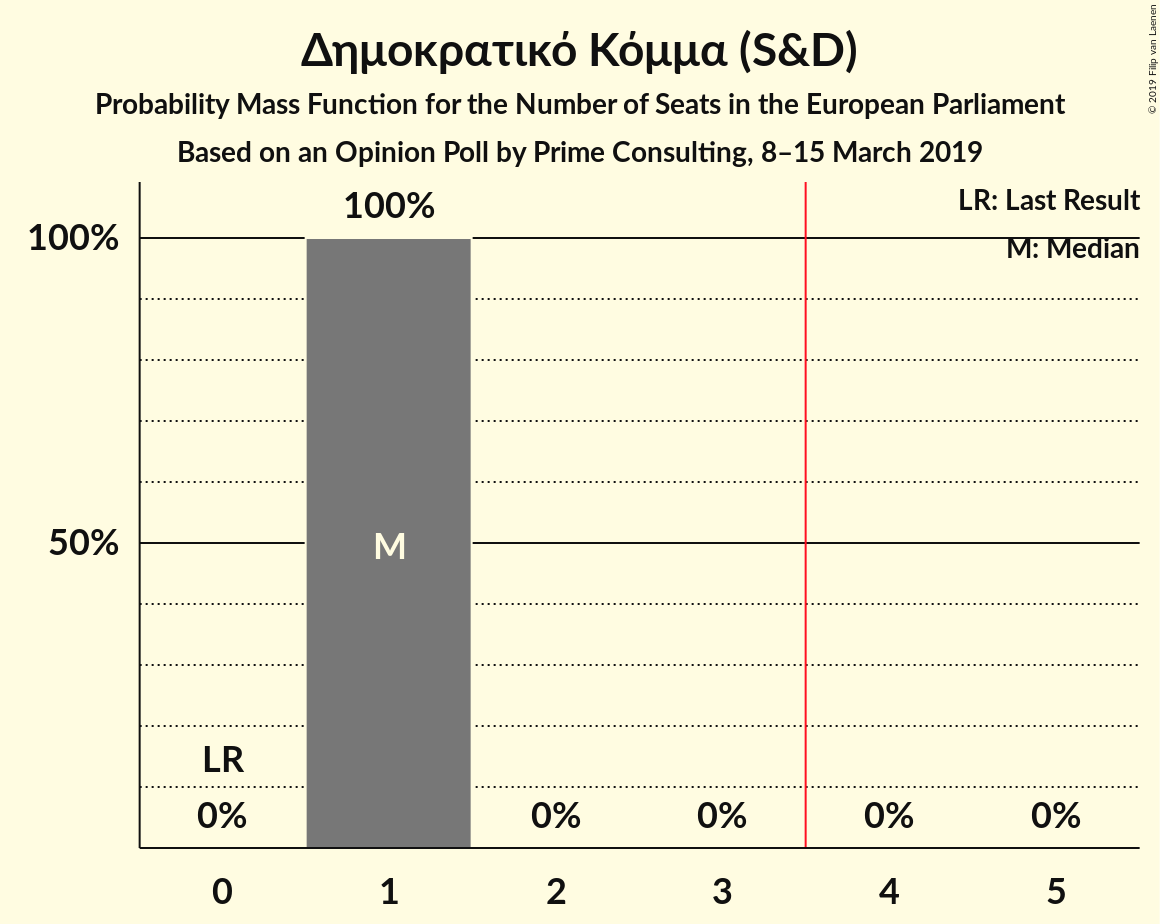 Δημοκρατικό Κόμμα (S&D)
Probability Mass Function for the Number of Seats in the European Parliament
Based on an Opinion Poll by Prime Consulting, 8–15 March 2019
© 2019 Filip van Laenen
LR: Last Result
M: Median
100%
100%
50%
M
LR
0%
0%
0%
0%
0%
0
1
2
3
4
5